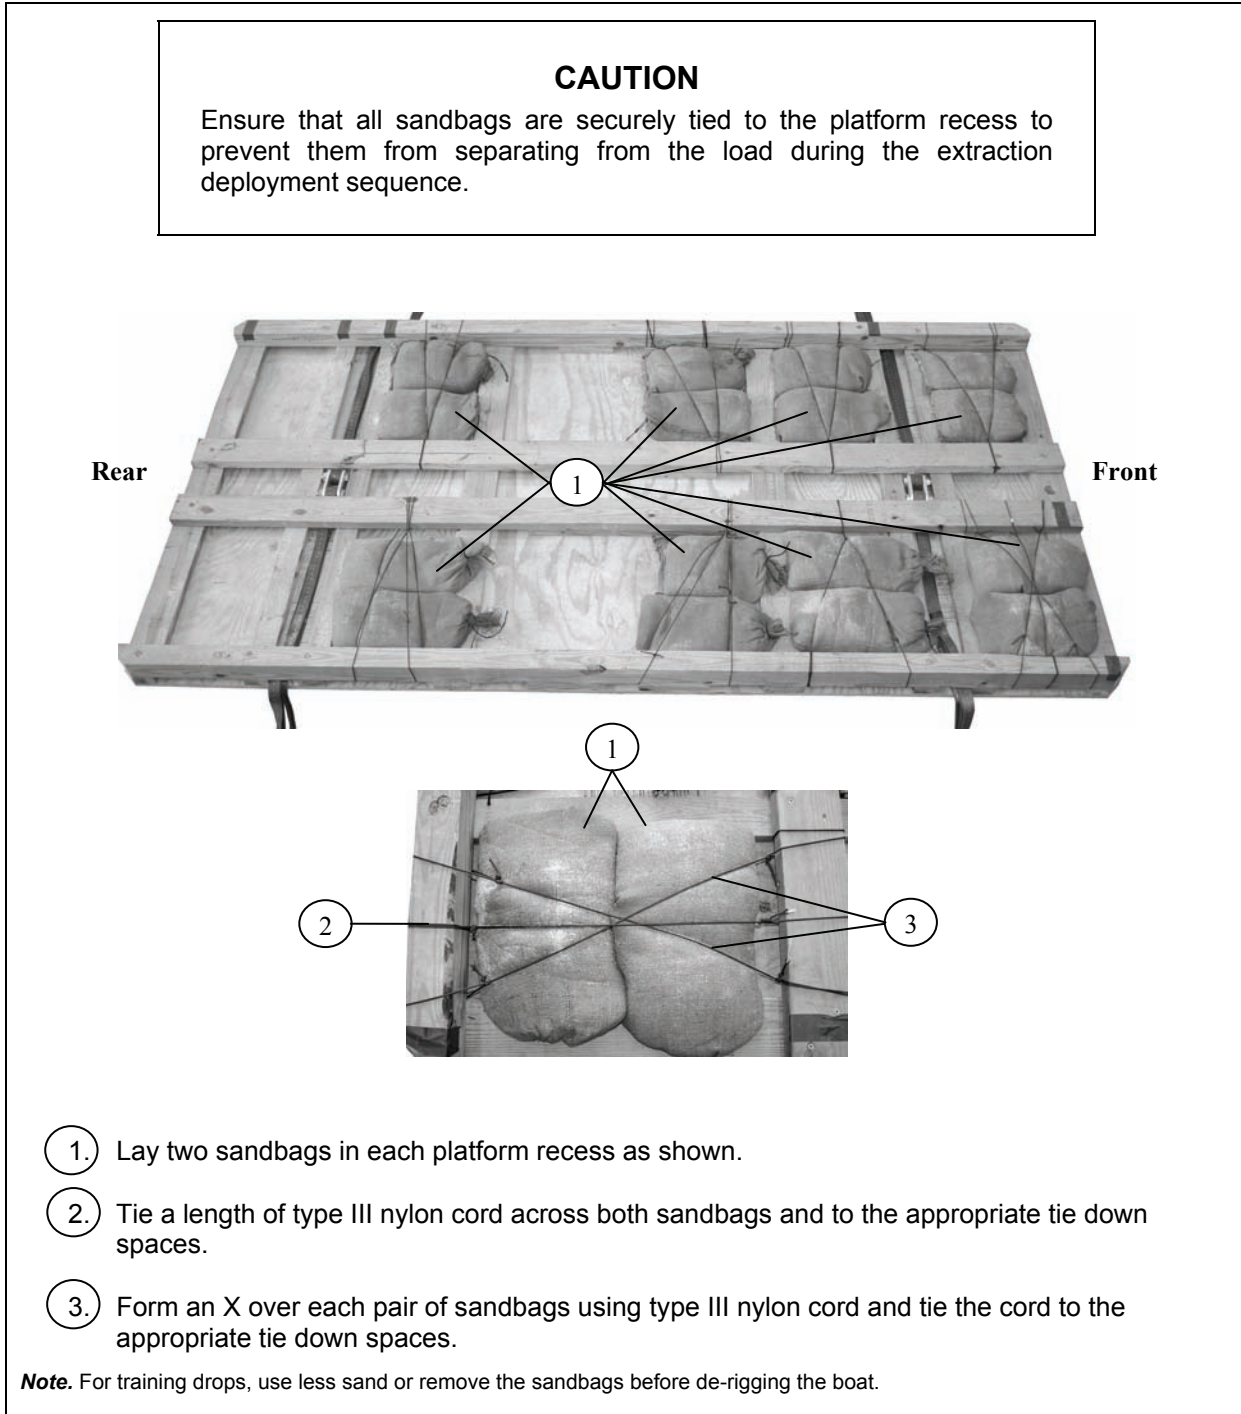 CAUTION
Ensure that all sandbags are securely tied to the platform recess to
prevent them from separating from the load during the extraction
deployment sequence.
Rear
1
Front
1
2
3
1. Lay two sandbags in each platform recess as shown.
2. Tie a length of type III nylon cord across both sandbags and to the appropriate tie down
spaces.
3. Form an X over each pair of sandbags using type III nylon cord and tie the cord to the
appropriate tie down spaces.
Note. For training drops, use less sand or remove the sandbags before de-rigging the boat.